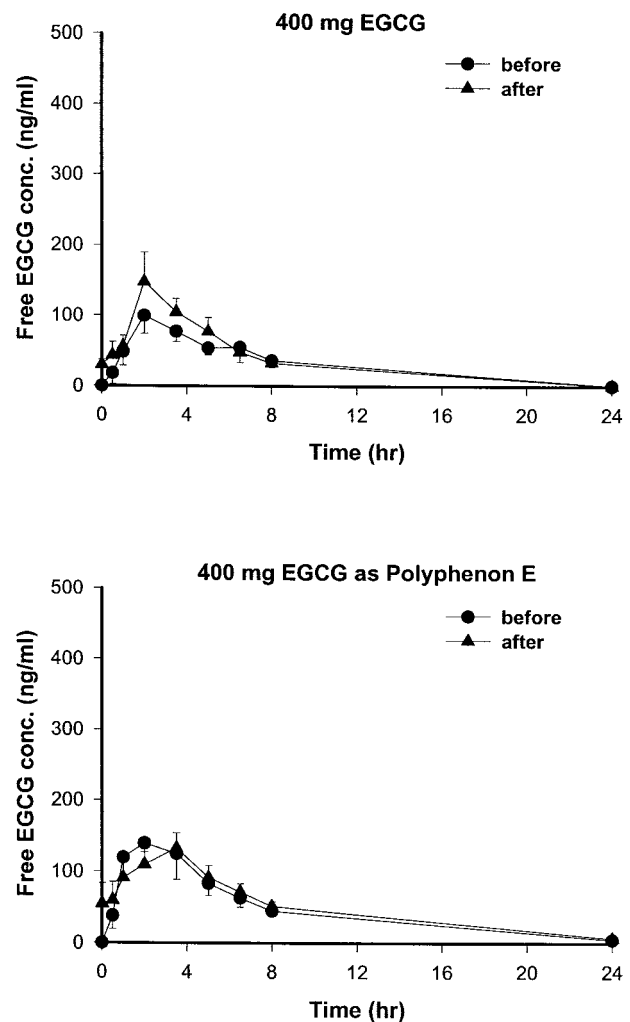 400 mg EGCG
before
after
Free EGCG conc. (ng/ml)
500
400
300
200
100
0
0 4 8 12 16 20 24
Time (hr)
400 mg EGCG as Polyphenon E
before
after
Free EGCG conc. (ng/ml)
500
400
300
200
100
0
0 4 8 12 16 20 24
Time (hr)